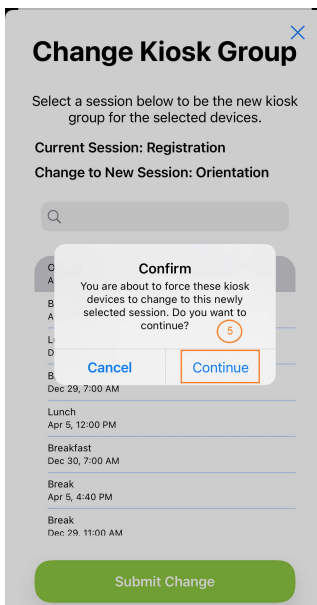 Change Kiosk Group
Select a session below to be the new kiosk
group for the selected devices.
Current Session: Registration
Change to New Session: Orientation
O
A
B
A
L
D
B
Dec 29, 7:00 AM
Confirm
You are about to force these kiosk
devices to change to this newly
selected session. Do you want to
continue?
5
Cancel
Continue
Lunch
Apr 5, 12:00 PM
Breakfast
Dec 30, 7:00 AM
Break
Apr 5, 4:40 PM
Break
Dec 29, 11:00 AM
Submit Change